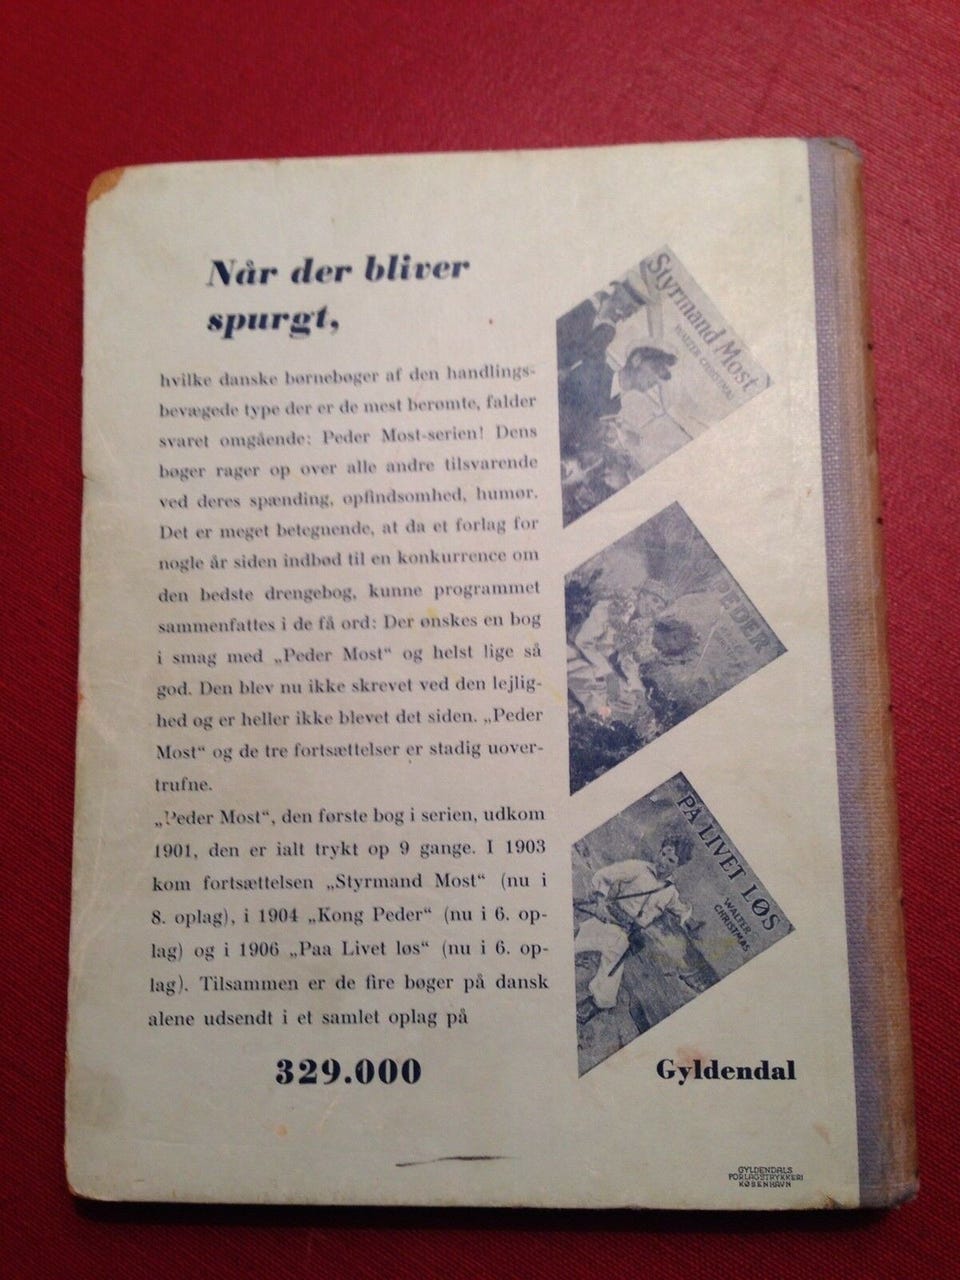 Når der bliver
spurgt,
hvilke danske børnebøger af den handlings-
bevægede type der er de mest berømte, falder
svaret omgående: Peder Most-serien! Dens
bøger rager op over alle andre tilsvarende
ved deres spænding, opfindsomhed, humør.
Det er meget betegnende, at da et forlag for
nogle år siden indbød til en konkurrence om
den bedste drengebog, kunne programmet
sammenfattes i de få ord: Der ønskes en bog
i smag med „Peder Most“ og helst lige så
god. Den blev nu ikke skrevet ved den lejlig-
hed og er heller ikke blevet det siden. „Peder
Most“ og de tre fortsættelser er stadig uover-
trufne.
„Peder Most“, den første bog i serien, udkom
1901, den er ialt trykt op 9 gange. I 1903
kom fortsættelsen „Styrmand Most“ (nu i
8. oplag), i 1904 „Kong Peder“ (nu i 6. op-
lag) og i 1906 „Paa Livet løs“ (nu i 6. op-
lag). Tilsammen er de fire bøger på dansk
alene udsendt i et samlet oplag på
329.000
Styrmand Most
WALTER CHRISTMAS
PEDER
PÅ LIVET LØS
WALTER
CHRISTMAS
Gyldendal
GYLDENDALS
FORLAGSTRYKKERI
KØBENHAVN